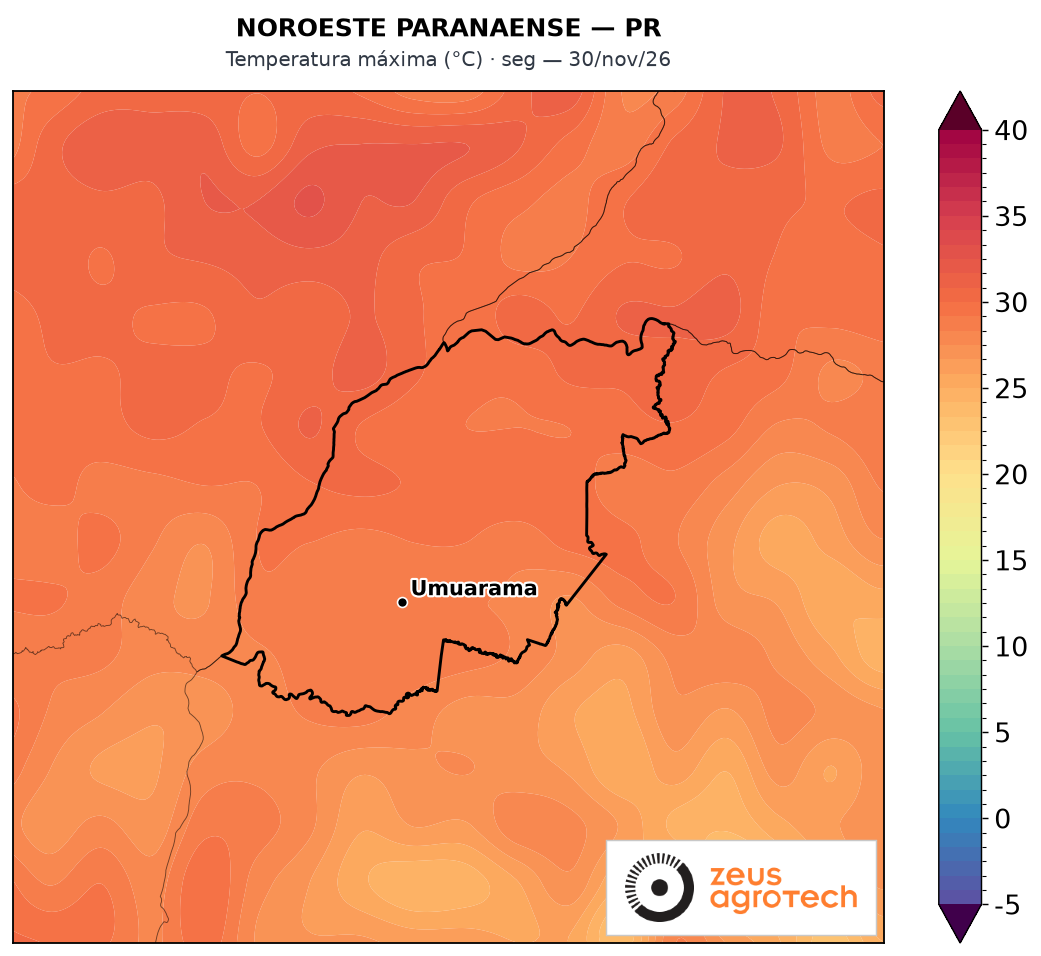 NOROESTE PARANAENSE — PR
Temperatura máxima (°C) · seg — 30/nov/26
40
35
30
25
20
15
10
5
0
-5
Umuarama
zeus
agrotech